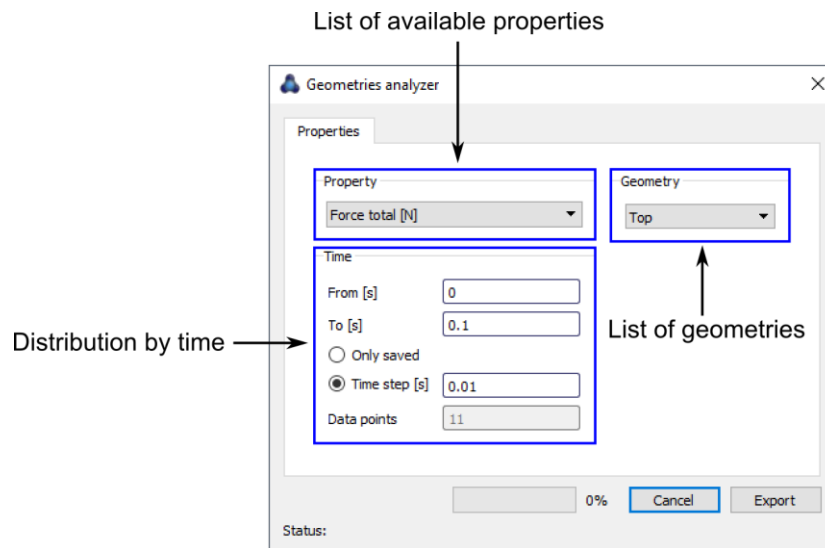 List of available properties
Geometries analyzer
Properties
Property
Geometry
Force total [N]
Top
Time
From [s]
0
To [s]
0.1
Only saved
Time step [s]
0.01
Data points
11
Distribution by time
List of geometries
0%
Cancel
Export
Status: